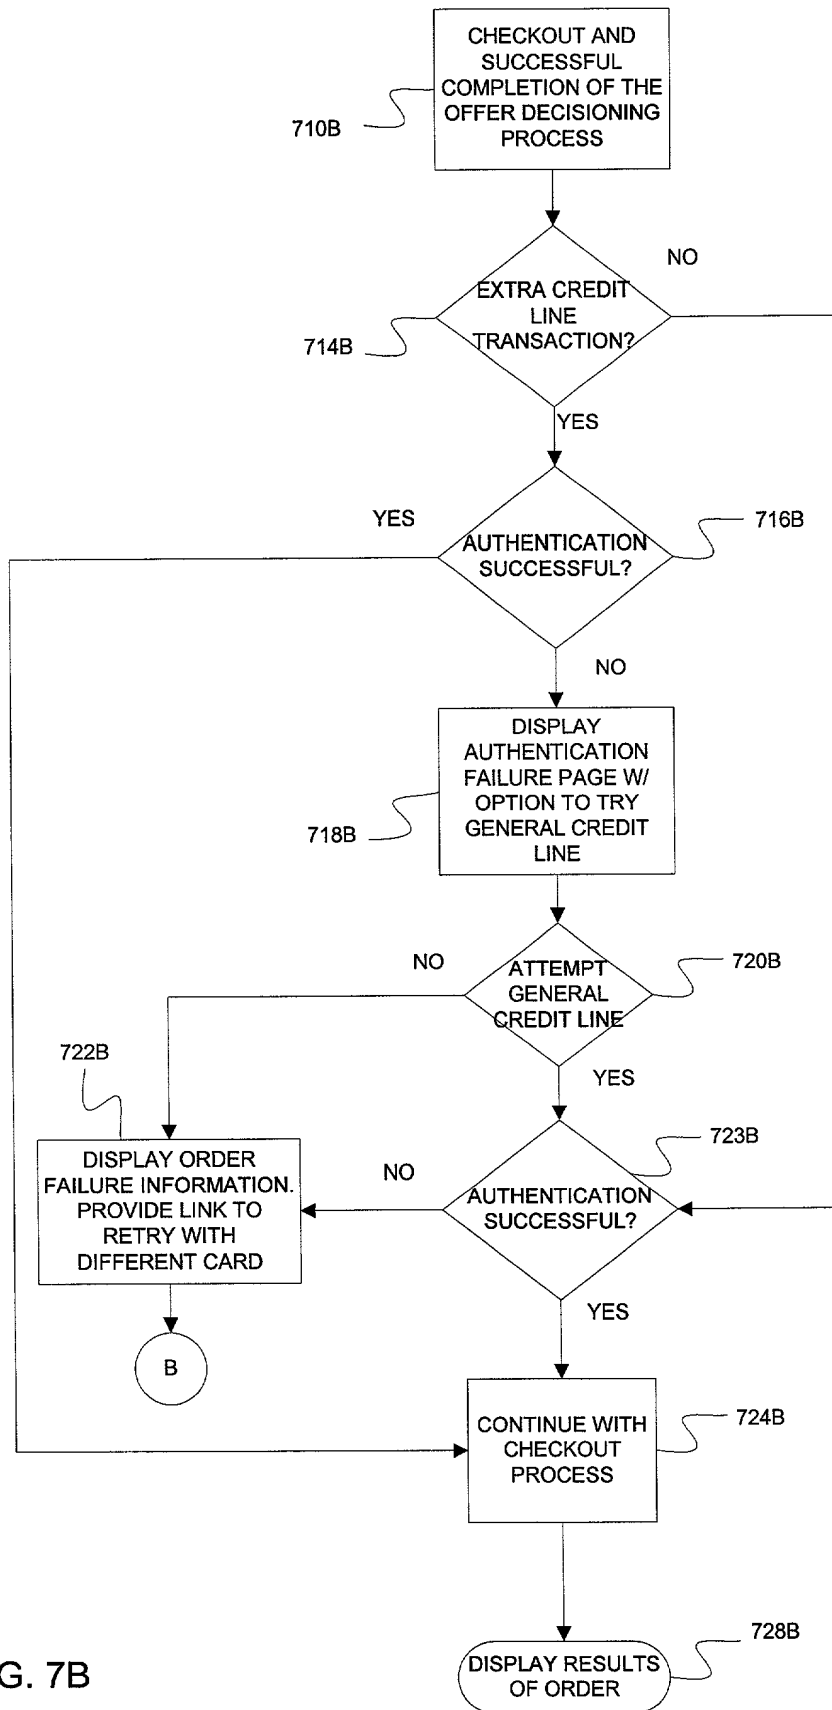 CHECKOUT AND
SUCCESSFUL
COMPLETION OF THE
OFFER DECISIONING
PROCESS
710B
NO
EXTRA CREDIT
LINE
TRANSACTION?
714B
YES
YES
716B
AUTHENTICATION
SUCCESSFUL?
NO
DISPLAY
AUTHENTICATION
FAILURE PAGE W/
OPTION TO TRY
GENERAL CREDIT
LINE
718B
NO
ATTEMPT
GENERAL
CREDIT LINE
720B
YES
722B
DISPLAY ORDER
FAILURE INFORMATION.
PROVIDE LINK TO
RETRY WITH
DIFFERENT CARD
NO
723B
AUTHENTICATION
SUCCESSFUL?
YES
B
CONTINUE WITH
CHECKOUT
PROCESS
724B
728B
DISPLAY RESULTS
OF ORDER
G. 7B